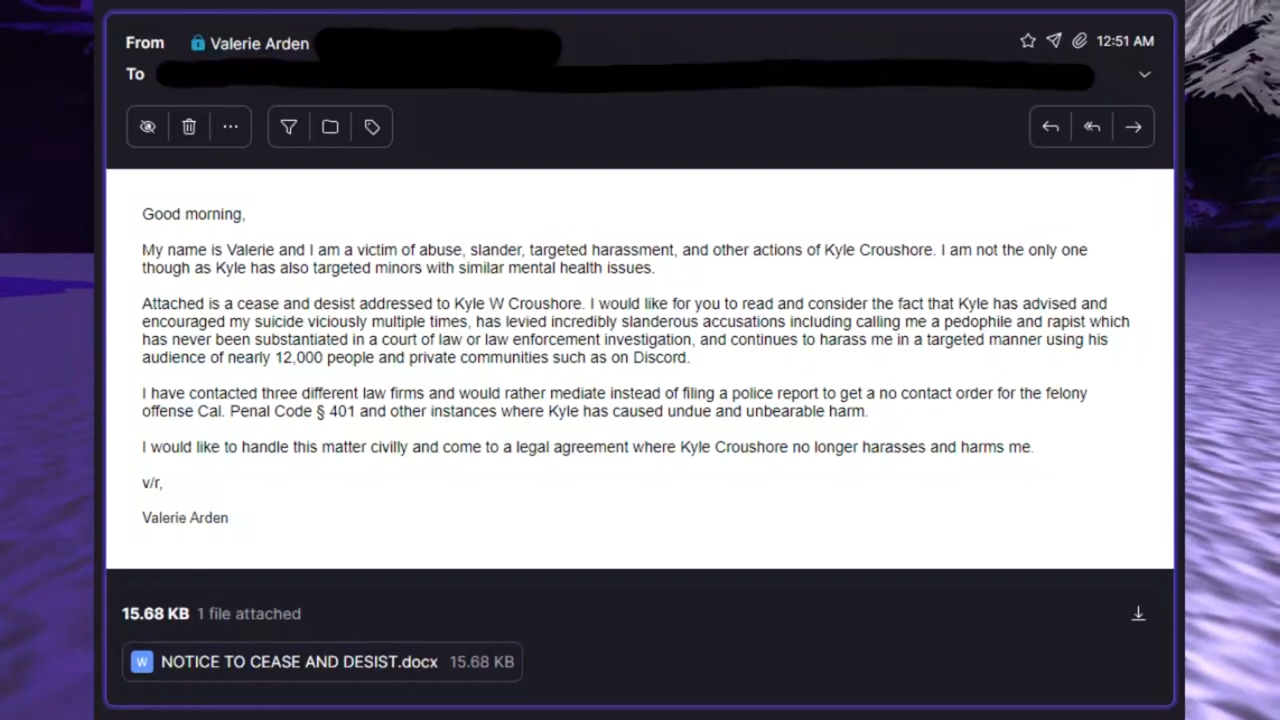 From Valerie Arden 12:51 AM
To
Good morning,
My name is Valerie and I am a victim of abuse, slander, targeted harassment, and other actions of Kyle Croushore. I am not the only one
though as Kyle has also targeted minors with similar mental health issues.
Attached is a cease and desist addressed to Kyle W Croushore. I would like for you to read and consider the fact that Kyle has advised and
encouraged my suicide viciously multiple times, has levied incredibly slanderous accusations including calling me a pedophile and rapist which
has never been substantiated in a court of law or law enforcement investigation, and continues to harass me in a targeted manner using his
audience of nearly 12,000 people and private communities such as on Discord.
I have contacted three different law firms and would rather mediate instead of filing a police report to get a no contact order for the felony
offense Cal. Penal Code § 401 and other instances where Kyle has caused undue and unbearable harm.
I would like to handle this matter civilly and come to a legal agreement where Kyle Croushore no longer harasses and harms me.
v/r,
Valerie Arden
15.68 KB 1 file attached
W NOTICE TO CEASE AND DESIST.docx 15.68 KB